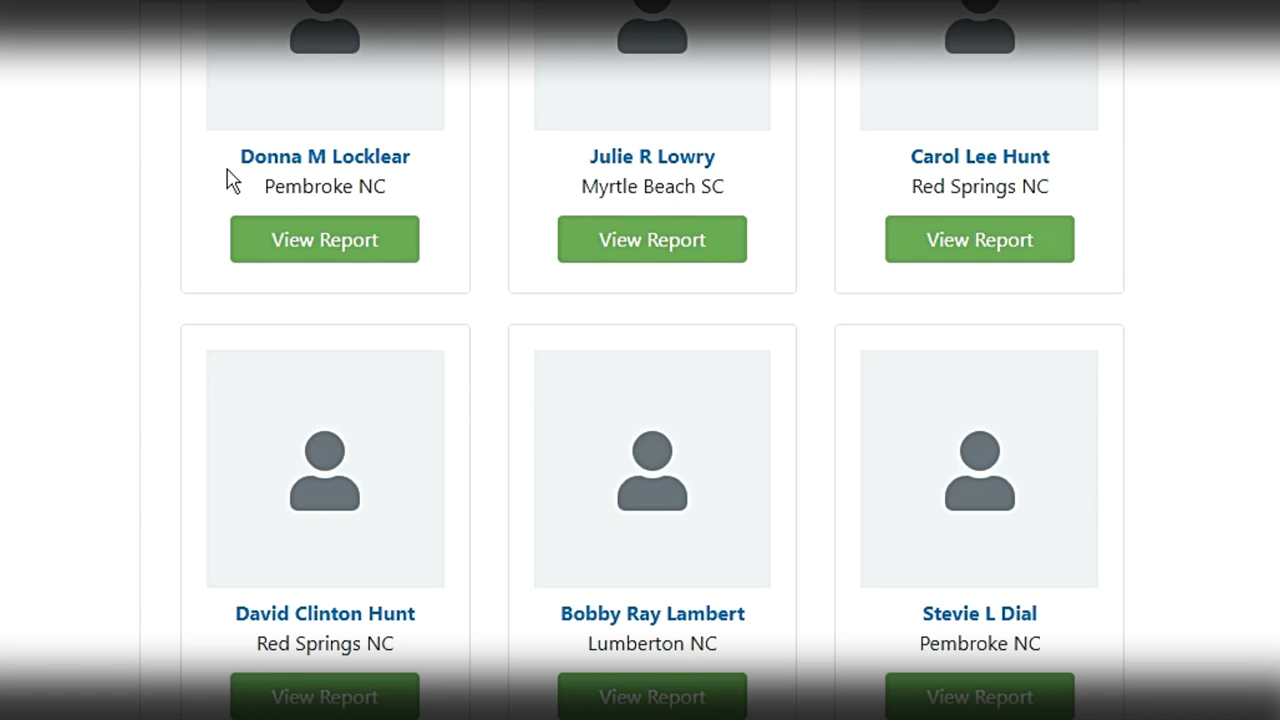 Donna M Locklear
Pembroke NC
View Report
Julie R Lowry
Myrtle Beach SC
View Report
Carol Lee Hunt
Red Springs NC
View Report
David Clinton Hunt
Red Springs NC
View Report
Bobby Ray Lambert
Lumberton NC
View Report
Stevie L Dial
Pembroke NC
View Report